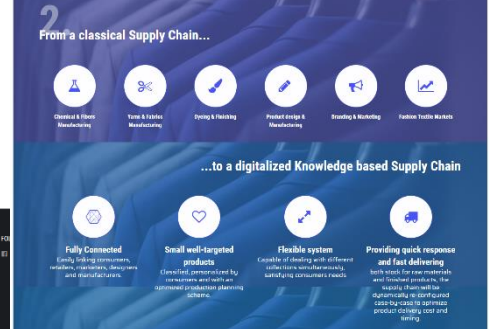 2.
From a classical Supply Chain...
Chemical & Fibers
Manufacturing
Yarns & Fabrics
Manufacturing
Dyeing & Finishing
Product design &
Manufacturing
Branding & Marketing
Fashion Textile Markets
...to a digitalized Knowledge based Supply Chain
Fully Connected
Easily linking consumers,
retailers, marketers, designers
and manufacturers.
Small well-targeted
products
Classified, personalized by
consumers and with an
optimized production planning
scheme.
Flexible system
Capable of dealing with different
collections simultaneously,
satisfying consumers needs
Providing quick response
and fast delivering
both stock for raw materials
and finished products, the
supply chain will be
dynamically re-configured
case-by-case to optimize
product delivery cost and
timing